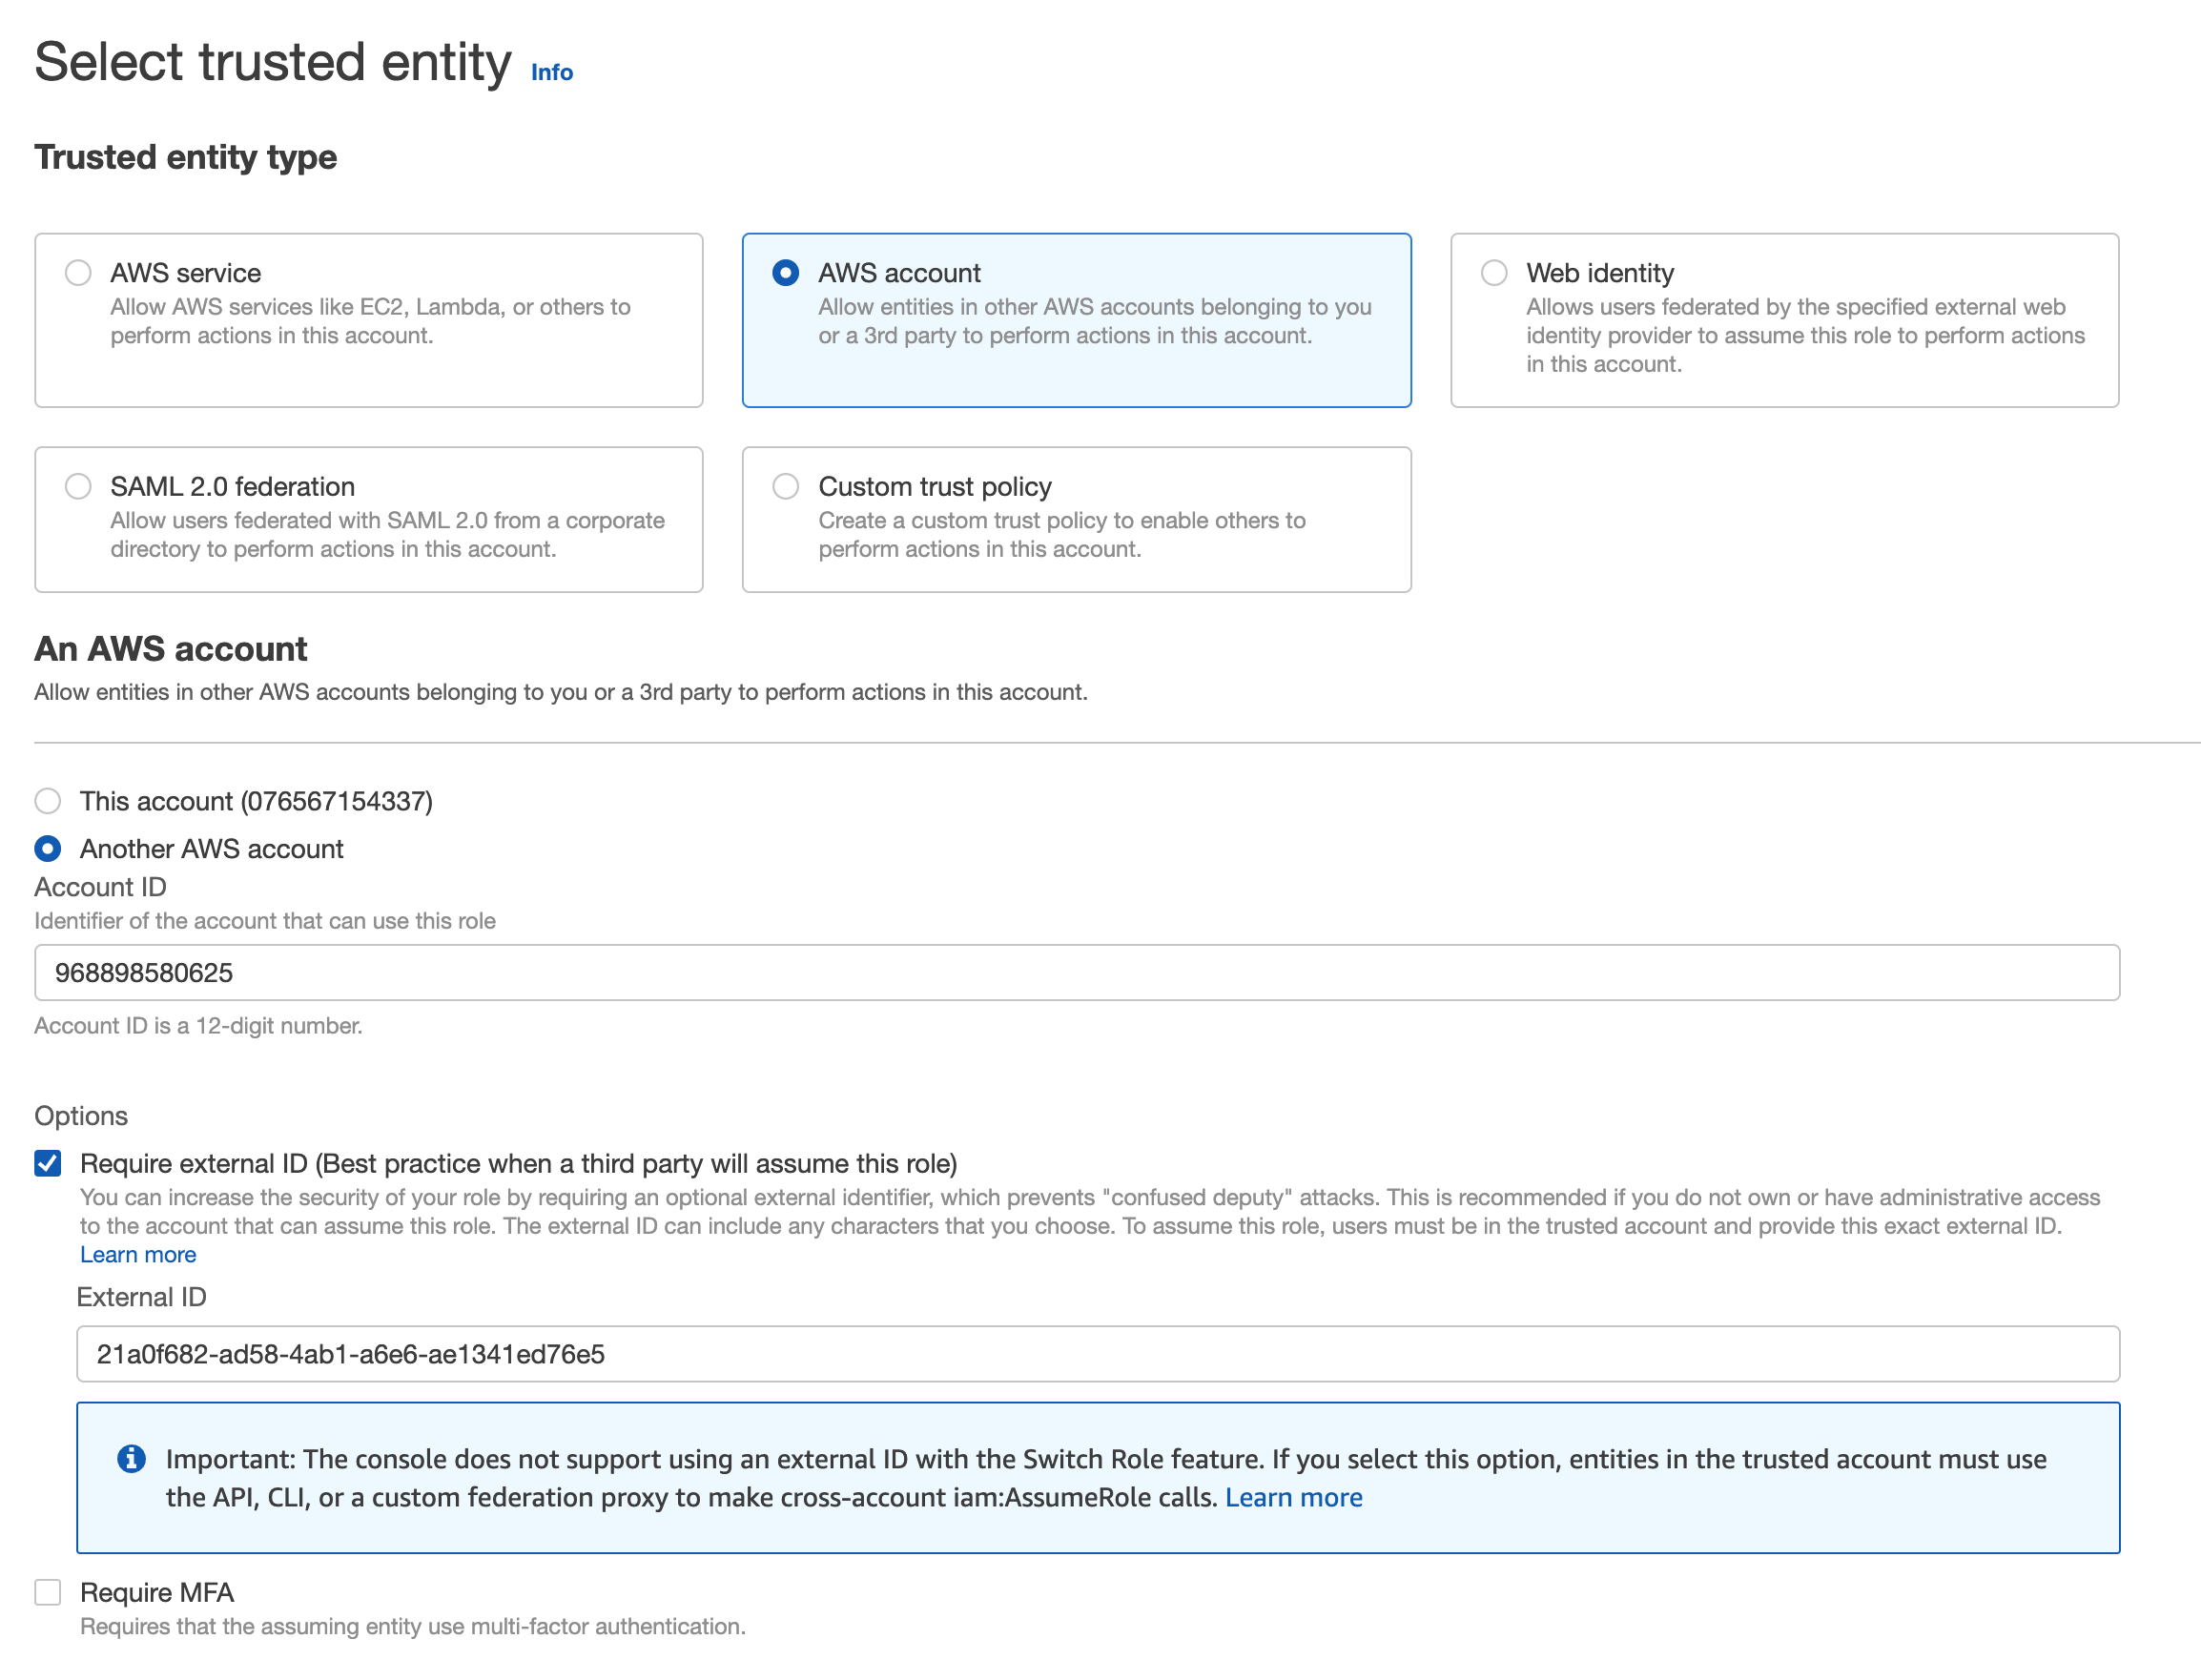 Select trusted entity Info
Trusted entity type
AWS service
Allow AWS services like EC2, Lambda, or others to
perform actions in this account.
AWS account
Allow entities in other AWS accounts belonging to you
or a 3rd party to perform actions in this account.
Web identity
Allows users federated by the specified external web
identity provider to assume this role to perform actions
in this account.
SAML 2.0 federation
Allow users federated with SAML 2.0 from a corporate
directory to perform actions in this account.
Custom trust policy
Create a custom trust policy to enable others to
perform actions in this account.
An AWS account
Allow entities in other AWS accounts belonging to you or a 3rd party to perform actions in this account.
This account (076567154337)
Another AWS account
Account ID
Identifier of the account that can use this role
968898580625
Account ID is a 12-digit number.
Options
Require external ID (Best practice when a third party will assume this role)
You can increase the security of your role by requiring an optional external identifier, which prevents "confused deputy" attacks. This is recommended if you do not own or have administrative access
to the account that can assume this role. The external ID can include any characters that you choose. To assume this role, users must be in the trusted account and provide this exact external ID.
Learn more
External ID
21a0f682-ad58-4ab1-a6e6-ae1341ed76e5
Important: The console does not support using an external ID with the Switch Role feature. If you select this option, entities in the trusted account must use
the API, CLI, or a custom federation proxy to make cross-account iam:AssumeRole calls. Learn more
Require MFA
Requires that the assuming entity use multi-factor authentication.